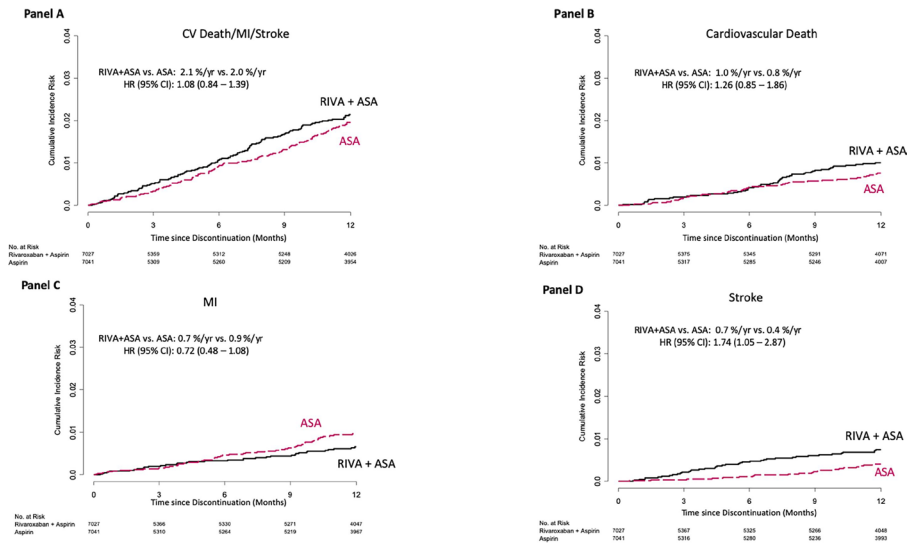 Panel A
CV Death/MI/Stroke
RIVA+ASA vs. ASA: 2.1 %/yr vs. 2.0 %/yr
HR (95% CI): 1.08 (0.84 – 1.39)
RIVA + ASA
ASA
Cumulative Incidence Risk
0.04
0.03
0.02
0.01
0.0
0 3 6 9 12
Time since Discontinuation (Months)
No. at Risk
Rivaroxaban + Aspirin 7027 5359 5312 5248 4026
Aspirin 7041 5309 5260 5209 3954
Panel B
Cardiovascular Death
RIVA+ASA vs. ASA: 1.0 %/yr vs. 0.8 %/yr
HR (95% CI): 1.26 (0.85 – 1.86)
RIVA + ASA
ASA
Cumulative Incidence Risk
0.04
0.03
0.02
0.01
0.0
0 3 6 9 12
Time since Discontinuation (Months)
No. at Risk
Rivaroxaban + Aspirin 7027 5375 5345 5291 4071
Aspirin 7041 5317 5285 5246 4007
Panel C
MI
RIVA+ASA vs. ASA: 0.7 %/yr vs. 0.9 %/yr
HR (95% CI): 0.72 (0.48 – 1.08)
ASA
RIVA + ASA
Cumulative Incidence Risk
0.04
0.03
0.02
0.01
0.0
0 3 6 9 12
Time since Discontinuation (Months)
No. at Risk
Rivaroxaban + Aspirin 7027 5366 5330 5271 4047
Aspirin 7041 5310 5264 5219 3967
Panel D
Stroke
RIVA+ASA vs. ASA: 0.7 %/yr vs. 0.4 %/yr
HR (95% CI): 1.74 (1.05 – 2.87)
RIVA + ASA
ASA
Cumulative Incidence Risk
0.04
0.03
0.02
0.01
0.0
0 3 6 9 12
Time since Discontinuation (Months)
No. at Risk
Rivaroxaban + Aspirin 7027 5367 5325 5266 4048
Aspirin 7041 5316 5280 5236 3993